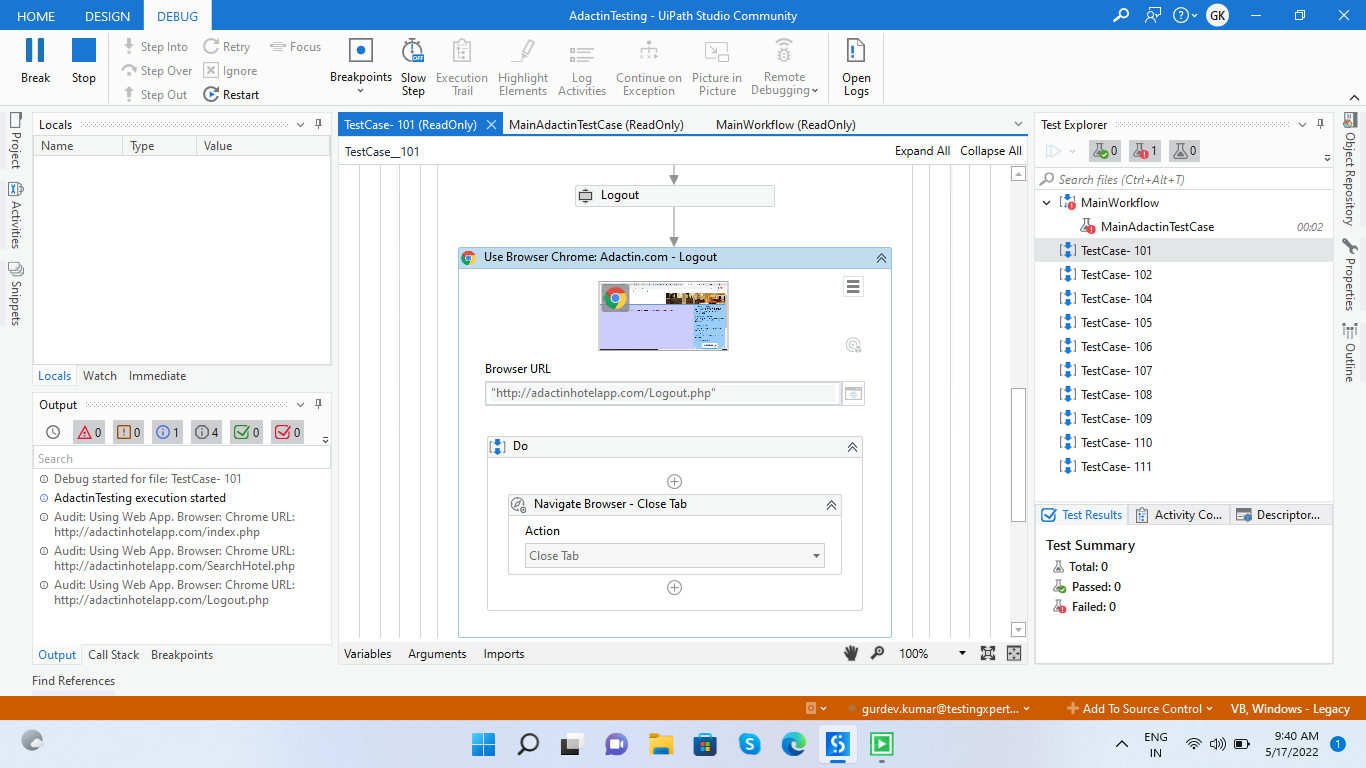 HOME DESIGN DEBUG AdactinTesting - UiPath Studio Community GK
Break Stop Step Into Step Over Step Out Retry Ignore Restart Focus
Breakpoints Slow Step Execution Trail Highlight Elements Log Activities Continue on Exception Picture in Picture Remote Debugging Open Logs
Project
Activities
Snippets
Locals
Name Type Value
Locals Watch Immediate
Output
0 0 1 4 0 0
Search
Debug started for file: TestCase- 101
AdactinTesting execution started
Audit: Using Web App. Browser: Chrome URL:
http://adactinhotelapp.com/index.php
Audit: Using Web App. Browser: Chrome URL:
http://adactinhotelapp.com/SearchHotel.php
Audit: Using Web App. Browser: Chrome URL:
http://adactinhotelapp.com/Logout.php
Output Call Stack Breakpoints
Find References
TestCase- 101 (ReadOnly) MainAdactinTestCase (ReadOnly) MainWorkflow (ReadOnly)
TestCase__101 Expand All Collapse All
Logout
Use Browser Chrome: Adactin.com - Logout
Browser URL
"http://adactinhotelapp.com/Logout.php"
Do
Navigate Browser - Close Tab
Action
Close Tab
Variables Arguments Imports 100%
Test Explorer
0 1 0
Search files (Ctrl+Alt+T)
MainWorkflow
MainAdactinTestCase 00:02
TestCase- 101
TestCase- 102
TestCase- 104
TestCase- 105
TestCase- 106
TestCase- 107
TestCase- 108
TestCase- 109
TestCase- 110
TestCase- 111
Test Results Activity Co... Descriptor...
Test Summary
Total: 0
Passed: 0
Failed: 0
Object Repository
Properties
Outline
gurdev.kumar@testingxpert... Add To Source Control VB, Windows - Legacy
ENG
IN
9:40 AM
5/17/2022
1